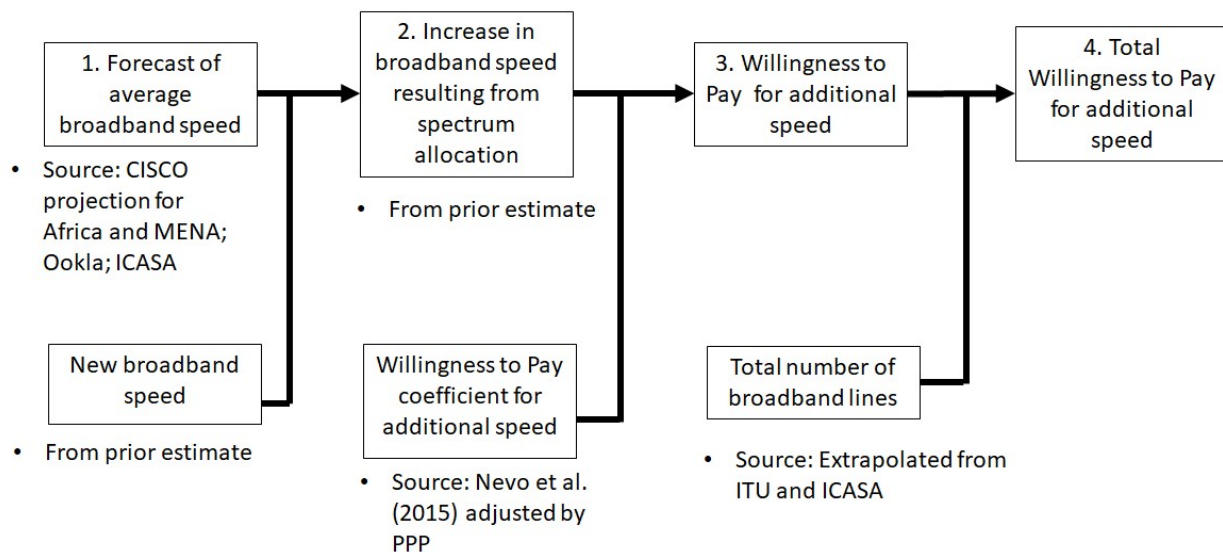 1. Forecast of
average
broadband speed
• Source: CISCO
projection for
Africa and MENA;
Ookla; ICASA
2. Increase in
broadband speed
resulting from
spectrum
allocation
• From prior estimate
3. Willingness to
Pay for additional
speed
4. Total
Willingness to Pay
for additional
speed
New broadband
speed
• From prior estimate
Willingness to Pay
coefficient for
additional speed
• Source: Nevo et al.
(2015) adjusted by
PPP
Total number of
broadband lines
• Source: Extrapolated from
ITU and ICASA